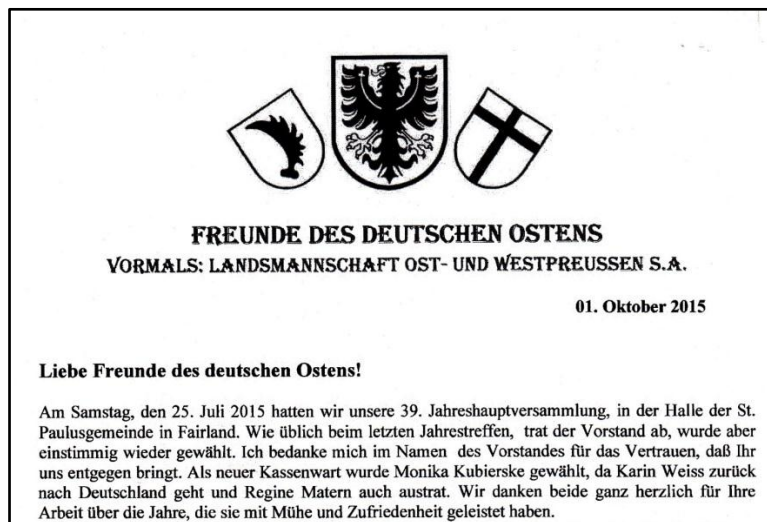 FREUNDE DES DEUTSCHEN OSTENS
VORMALS: LANDSMANNSCHAFT OST- UND WESTPREUSSEN S.A.
01. Oktober 2015
Liebe Freunde des deutschen Ostens!
Am Samstag, den 25. Juli 2015 hatten wir unsere 39. Jahreshauptversammlung, in der Halle der St.
Paulusgemeinde in Fairland. Wie üblich beim letzten Jahrestreffen, trat der Vorstand ab, wurde aber
einstimmig wieder gewählt. Ich bedanke mich im Namen des Vorstandes für das Vertrauen, daß Ihr
uns entgegen bringt. Als neuer Kassenwart wurde Monika Kubierske gewählt, da Karin Weiss zurück
nach Deutschland geht und Regine Matern auch austrat. Wir danken beide ganz herzlich für Ihre
Arbeit über die Jahre, die sie mit Mühe und Zufriedenheit geleistet haben.